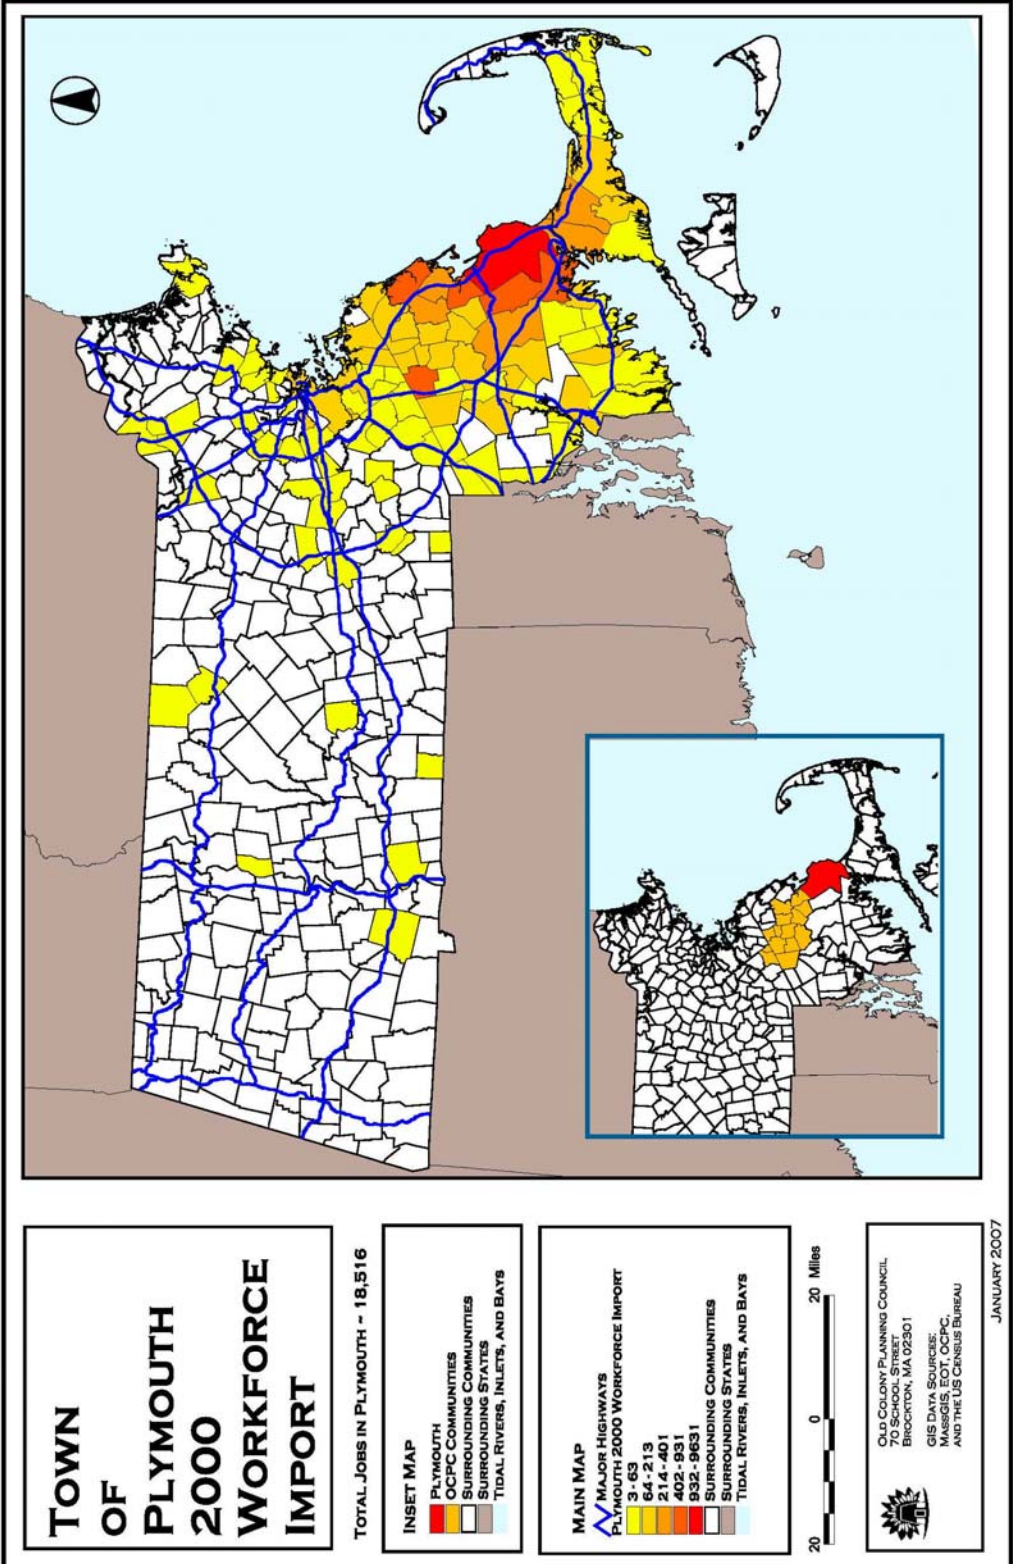 TOWN
OF
PLYMOUTH
2000
WORKFORCE
IMPORT
TOTAL JOBS IN PLYMOUTH ~ 18,516
INSET MAP
PLYMOUTH
OCPC COMMUNITIES
SURROUNDING COMMUNITIES
SURROUNDING STATES
TIDAL RIVERS, INLETS, AND BAYS
MAIN MAP
MAJOR HIGHWAYS
PLYMOUTH 2000 WORKFORCE IMPORT
3 - 63
64 - 213
214 - 401
402 - 931
932 - 9631
SURROUNDING COMMUNITIES
SURROUNDING STATES
TIDAL RIVERS, INLETS, AND BAYS
20 0 20 Miles
OLD COLONY PLANNING COUNCIL
70 SCHOOL STREET
BROCKTON, MA 02301
GIS DATA SOURCES:
MASSGIS, EOT, OCPC,
AND THE US CENSUS BUREAU
JANUARY 2007